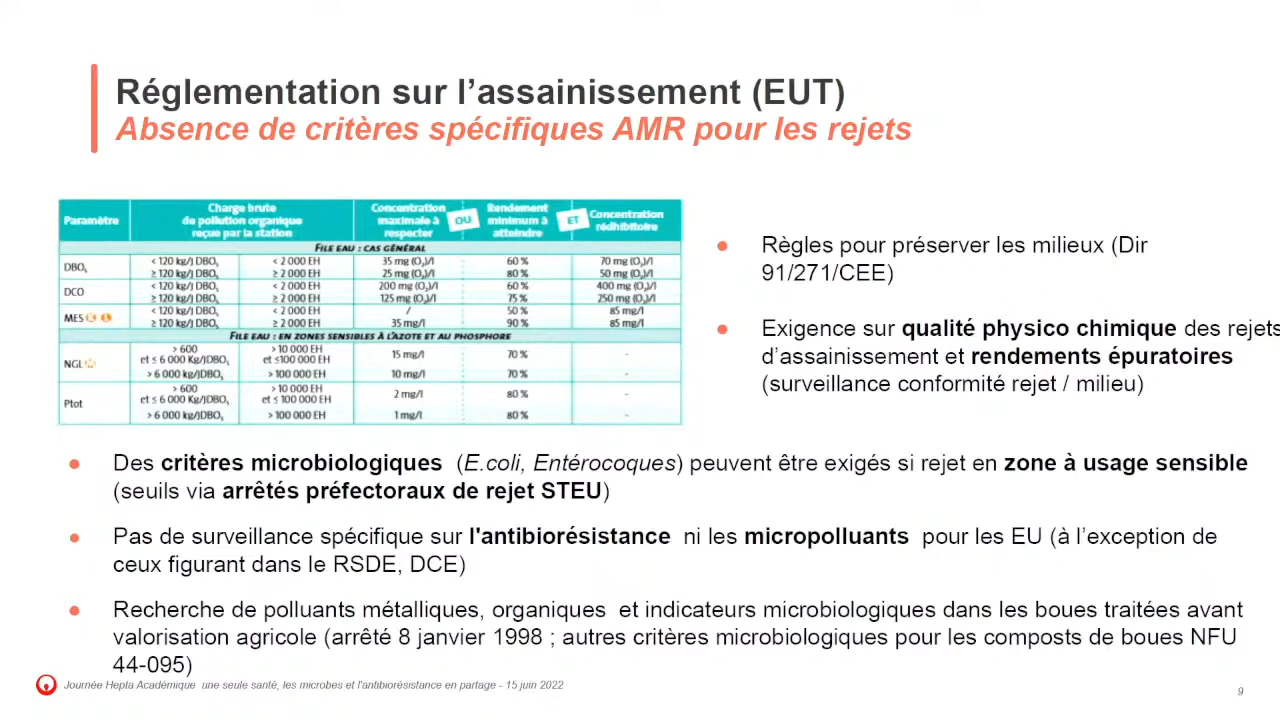 Réglementation sur l'assainissement (EUT)
Absence de critères spécifiques AMR pour les rejets
Paramètre
Charge brute
de pollution organique
reçue par la station
Concentration
maximale à
respecter
OU
Rendement
minimum à
atteindre
ET
Concentration
rédhibitoire
FILE EAU : CAS GÉNÉRAL
DBO₅
< 120 kg/j DBO₅ < 2 000 EH 35 mg (O₂)/l 60 % 70 mg (O₂)/l
≥ 120 kg/j DBO₅ ≥ 2 000 EH 25 mg (O₂)/l 80 % 50 mg (O₂)/l
DCO
< 120 kg/j DBO₅ < 2 000 EH 200 mg (O₂)/l 60 % 400 mg (O₂)/l
≥ 120 kg/j DBO₅ ≥ 2 000 EH 125 mg (O₂)/l 75 % 250 mg (O₂)/l
MES
< 120 kg/j DBO₅ < 2 000 EH / 50 % 85 mg/l
≥ 120 kg/j DBO₅ ≥ 2 000 EH 35 mg/l 90 % 85 mg/l
FILE EAU : EN ZONES SENSIBLES À L'AZOTE ET AU PHOSPHORE
NGL
> 600 > 10 000 EH
et ≤ 6 000 Kg/JDBO₅ et ≤100 000 EH 15 mg/l 70 % -
> 6 000 kg/JDBO₅ > 100 000 EH 10 mg/l 70 % -
Ptot
> 600 > 10 000 EH
et ≤ 6 000 Kg/JDBO₅ et ≤ 100 000 EH 2 mg/l 80 % -
> 6 000 kg/JDBO₅ > 100 000 EH 1 mg/l 80 % -
● Règles pour préserver les milieux (Dir
91/271/CEE)
● Exigence sur qualité physico chimique des rejets
d'assainissement et rendements épuratoires
(surveillance conformité rejet / milieu)
● Des critères microbiologiques (E.coli, Entérocoques) peuvent être exigés si rejet en zone à usage sensible
(seuils via arrêtés préfectoraux de rejet STEU)
● Pas de surveillance spécifique sur l'antibiorésistance ni les micropolluants pour les EU (à l'exception de
ceux figurant dans le RSDE, DCE)
● Recherche de polluants métalliques, organiques et indicateurs microbiologiques dans les boues traitées avant
valorisation agricole (arrêté 8 janvier 1998 ; autres critères microbiologiques pour les composts de boues NFU
44-095)
Journée Hepta Académique une seule santé, les microbes et l'antibiorésistance en partage - 15 juin 2022
9